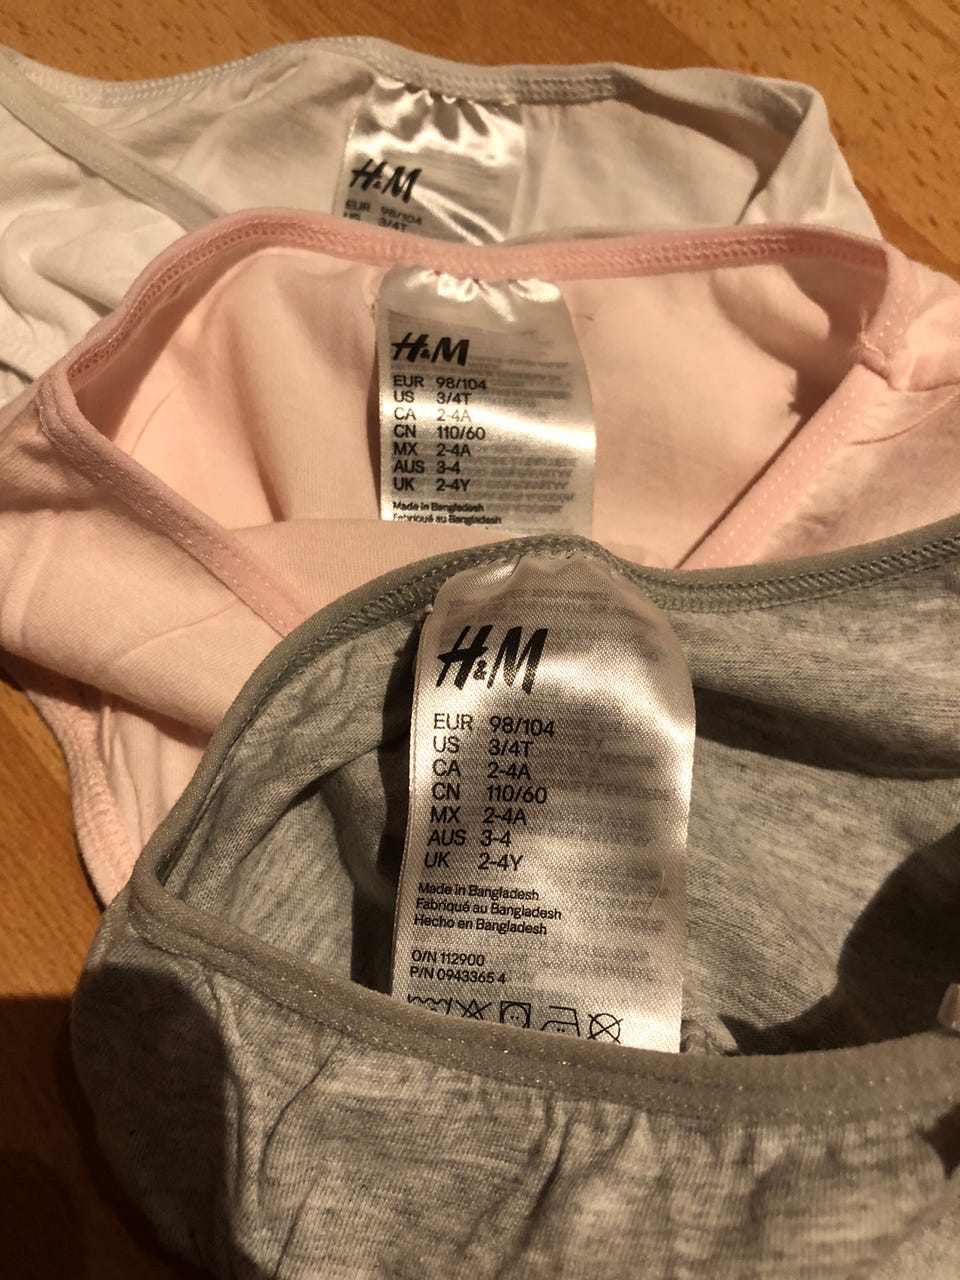 H&M
EUR 98/104
US 3/4T
H&M
EUR 98/104
US 3/4T
CA 2-4A
CN 110/60
MX 2-4A
AUS 3-4
UK 2-4Y
Made in Bangladesh
Fabriqué au Bangladesh
H&M
EUR 98/104
US 3/4T
CA 2-4A
CN 110/60
MX 2-4A
AUS 3-4
UK 2-4Y
Made in Bangladesh
Fabriqué au Bangladesh
Hecho en Bangladesh
O/N 112900
P/N 0943365 4